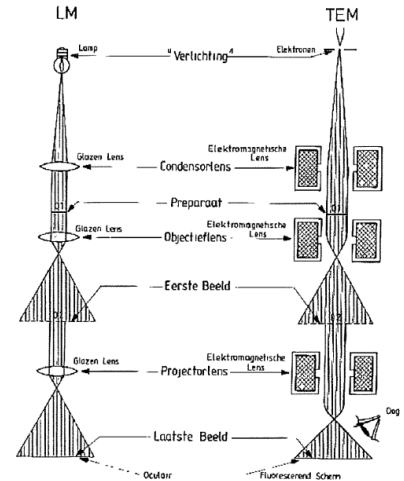 LM
TEM
Lamp
"Verlichting"
Elektronen
Glazen Lens
Condensorlens
Elektromagnetische
Lens
Preparaat
Glazen Lens
Objectieflens
Elektromagnetische
Lens
Eerste Beeld
Glazen Lens
Projectorlens
Elektromagnetische
Lens
Oog
Laatste Beeld
Oculair
Fluorescerend Scherm